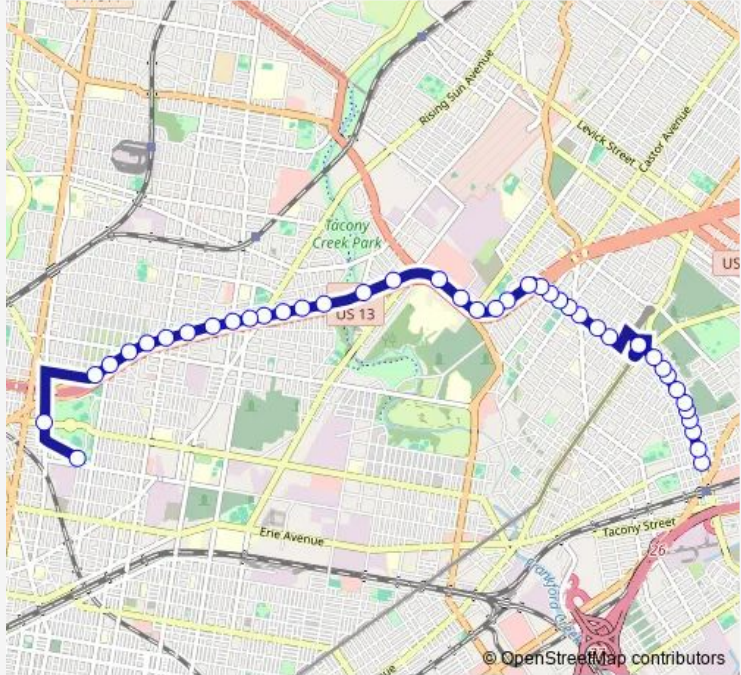 Rising Sun Avenue
Levick Street
Castor Avenue
Tacony
Creek Park
US
US 13
Erie Avenue
Tacony Street
26
Frankford Creek
© OpenStreetMap contributors